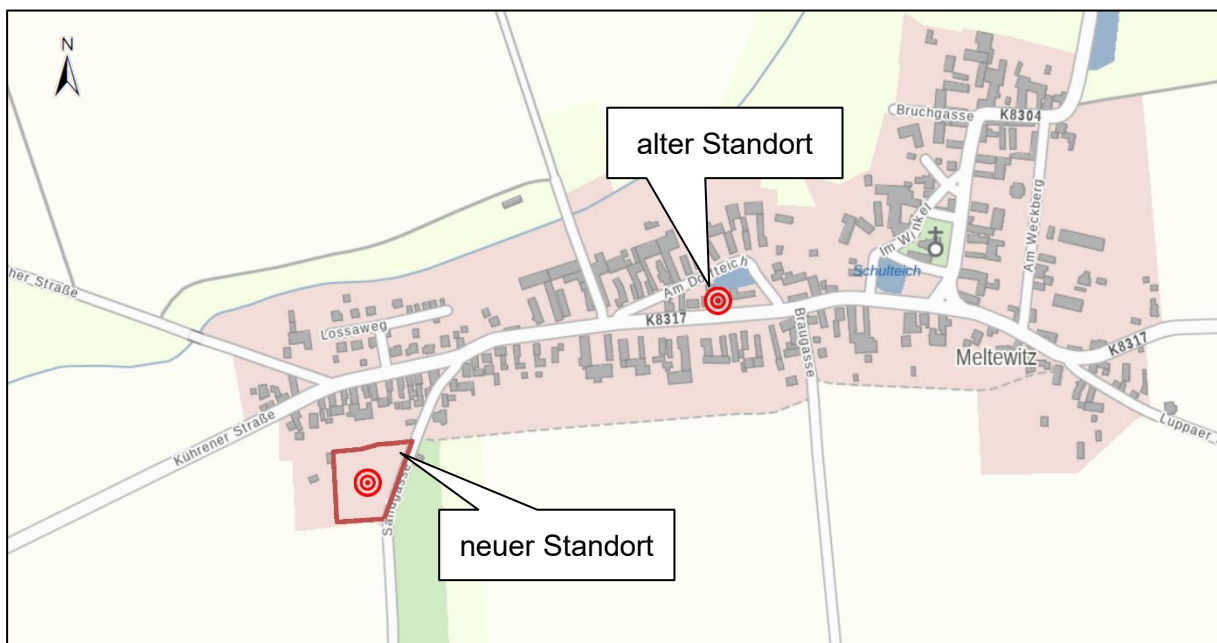 N
alter Standort
Bruchgasse
K8304
Im Winkel
Am Weckberg
Schulteich
Am Dorfteich
K8317
Braugasse
Meltewitz
K8317
Luppaer
her Straße
Lossaweg
Kührener Straße
Sandgasse
neuer Standort